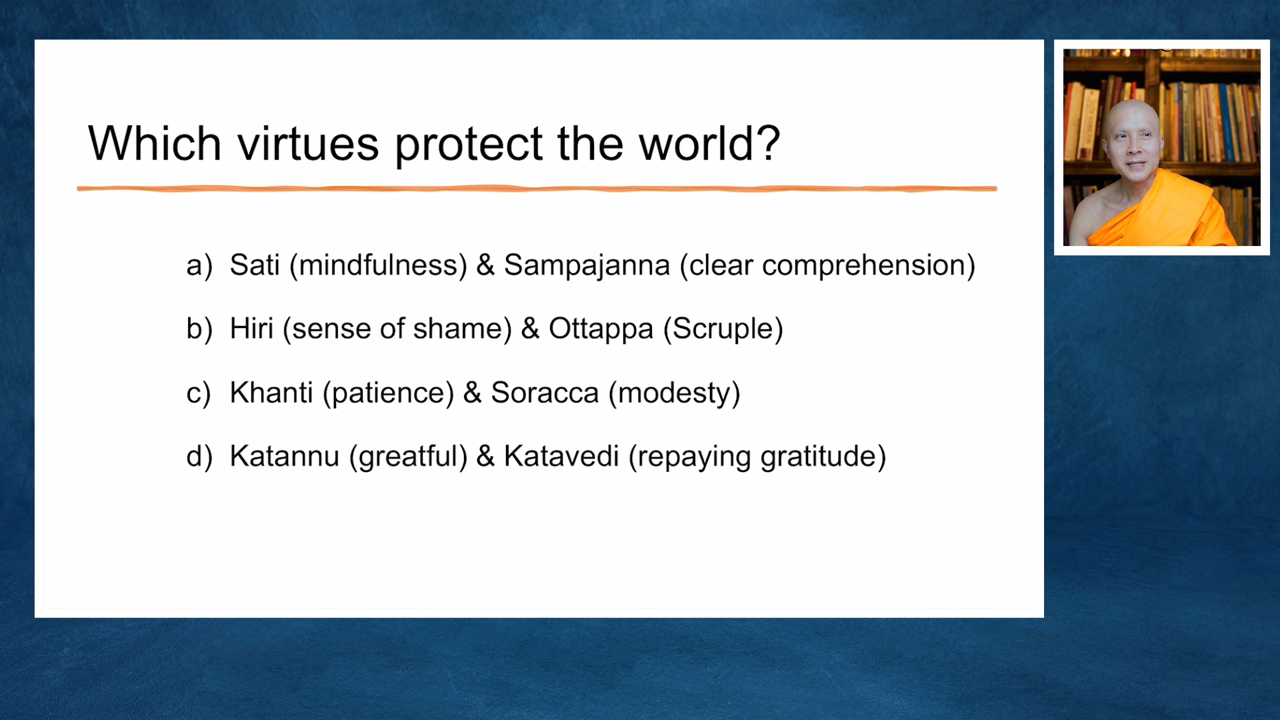 Which virtues protect the world?
a) Sati (mindfulness) & Sampajanna (clear comprehension)
b) Hiri (sense of shame) & Ottappa (Scruple)
c) Khanti (patience) & Soracca (modesty)
d) Katannu (greatful) & Katavedi (repaying gratitude)